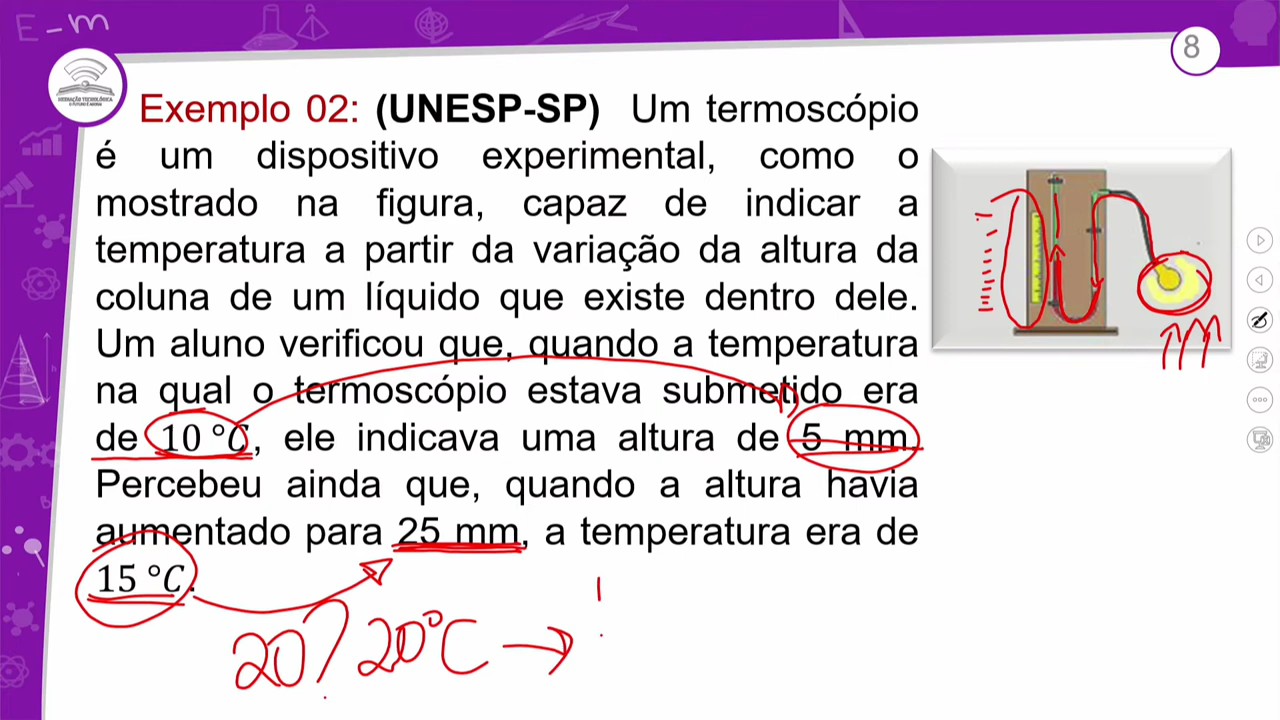 E-m
8
MEDIAÇÃO TECNOLÓGICA
Exemplo 02: (UNESP-SP) Um termoscópio
é um dispositivo experimental, como o
mostrado na figura, capaz de indicar a
temperatura a partir da variação da altura da
coluna de um líquido que existe dentro dele.
Um aluno verificou que, quando a temperatura
na qual o termoscópio estava submetido era
de 10 °C, ele indicava uma altura de 5 mm.
Percebeu ainda que, quando a altura havia
aumentado para 25 mm, a temperatura era de
15 °C.
20? 20°C →